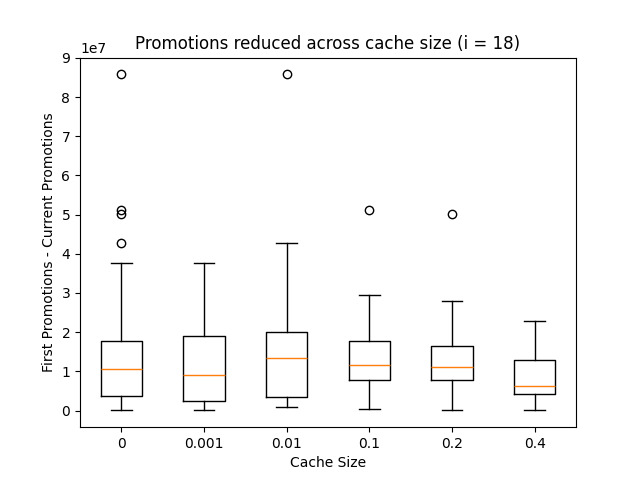 Promotions reduced across cache size (i = 18)
1e7
9
8
7
6
5
4
3
2
1
0
First Promotions - Current Promotions
0 0.001 0.01 0.1 0.2 0.4
Cache Size